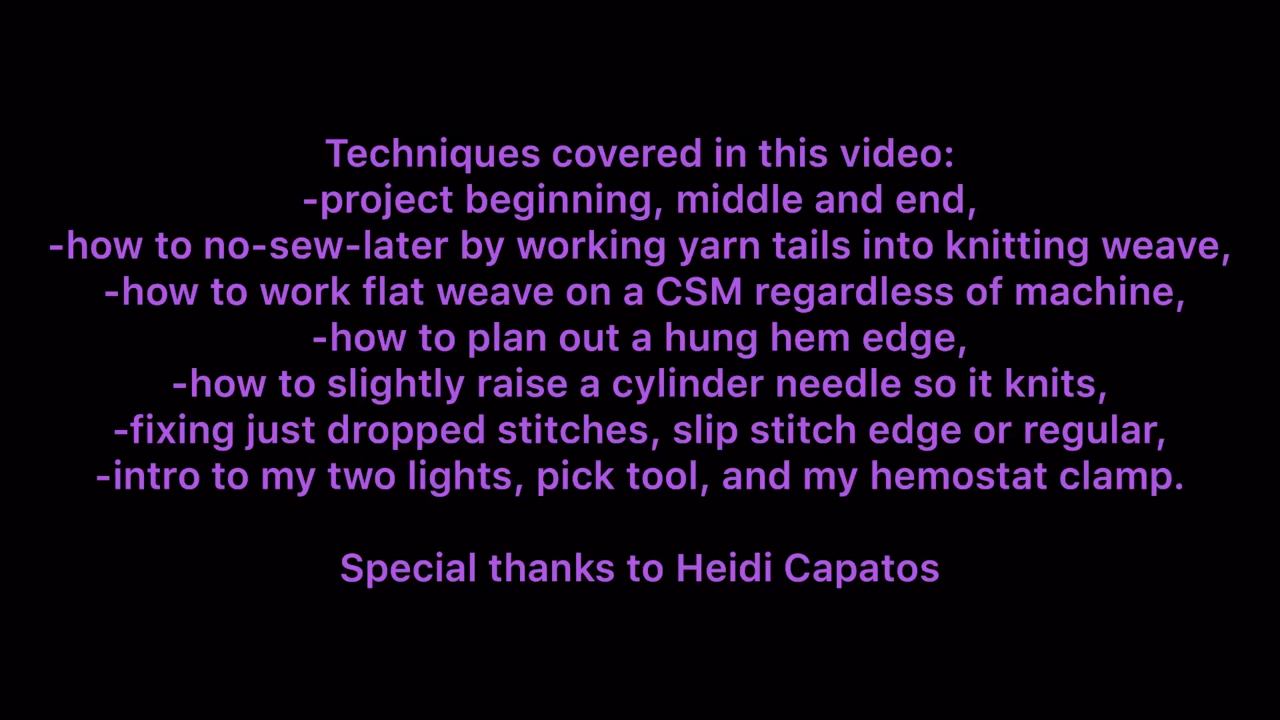 Techniques covered in this video:
-project beginning, middle and end,
-how to no-sew-later by working yarn tails into knitting weave,
-how to work flat weave on a CSM regardless of machine,
-how to plan out a hung hem edge,
-how to slightly raise a cylinder needle so it knits,
-fixing just dropped stitches, slip stitch edge or regular,
-intro to my two lights, pick tool, and my hemostat clamp.
Special thanks to Heidi Capatos